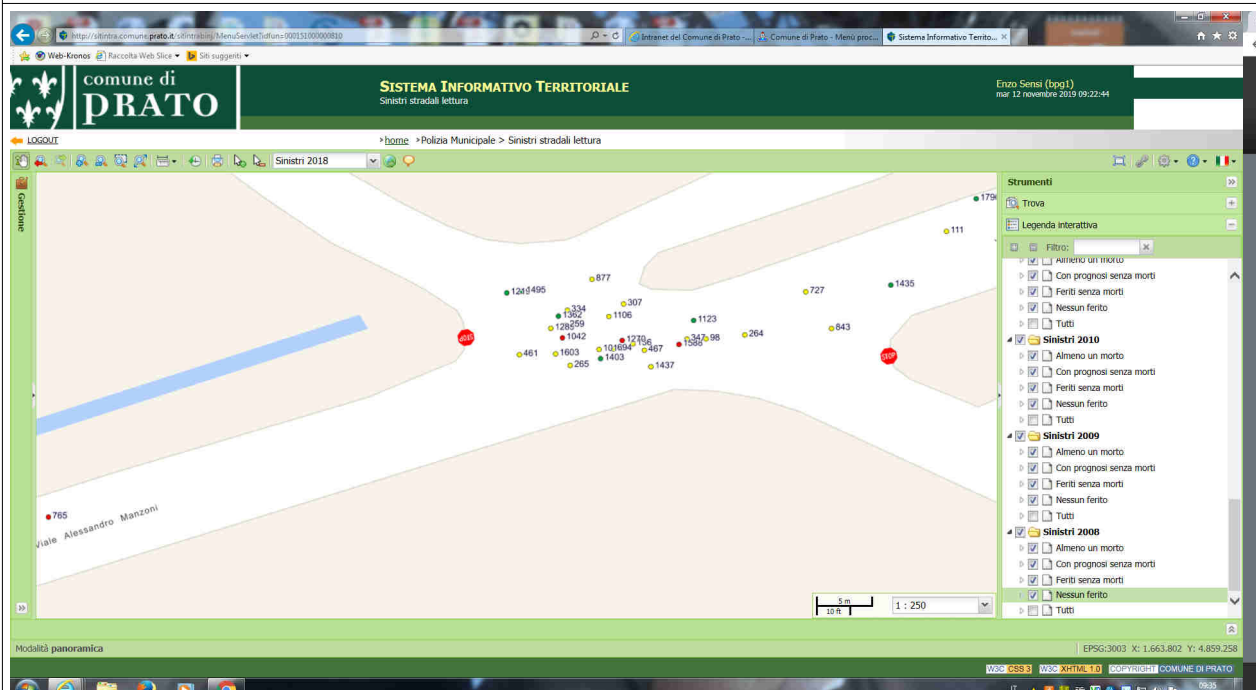 http://sitintra.comune.prato.it/sitintrabinj/MenuServlet?idfun=000151000000810
Intranet del Comune di Prato -...
Comune di Prato - Menù proc...
Sistema Informativo Territo...
Web-Kronos
Raccolta Web Slice
Siti suggeriti
comune di
PRATO
SISTEMA INFORMATIVO TERRITORIALE
Sinistri stradali lettura
Enzo Sensi (bpg1)
mar 12 novembre 2019 09:22:44
LOGOUT
>home >Polizia Municipale > Sinistri stradali lettura
Sinistri 2018
Gestione
Strumenti
Trova
Legenda interattiva
Filtro:
Almeno un morto
Con prognosi senza morti
Feriti senza morti
Nessun ferito
Tutti
Sinistri 2010
Almeno un morto
Con prognosi senza morti
Feriti senza morti
Nessun ferito
Tutti
Sinistri 2009
Almeno un morto
Con prognosi senza morti
Feriti senza morti
Nessun ferito
Tutti
Sinistri 2008
Almeno un morto
Con prognosi senza morti
Feriti senza morti
Nessun ferito
Tutti
111
877
727
1435
1495
334
307
1362
1106
1123
643
1042
264
98
461
1603
467
1403
265
1437
STOP
STOP
765
Viale Alessandro Manzoni
5 m
10 ft
1 : 250
Modalità panoramica
EPSG:3003 X: 1.663.802 Y: 4.859.258
W3C CSS 3
W3C XHTML 1.0
COPYRIGHT COMUNE DI PRATO
IT
09:35